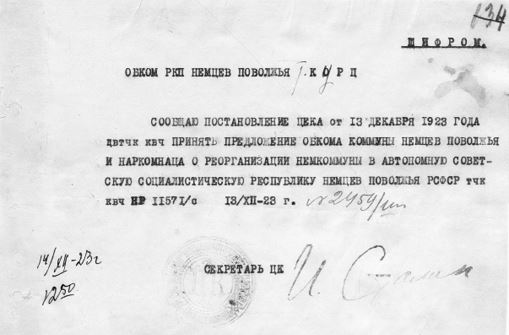 134
ШИФРОМ.
ОБКОМ РКП НЕМЦЕВ ПОВОЛЖЬЯ т. КУРЦ
СООБЩАЮ ПОСТАНОВЛЕНИЕ ЦЕКА от 13 ДЕКАБРЯ 1923 ГОДА
ДВТЧК КВЧ ПРИНЯТЬ ПРЕДЛОЖЕНИЕ ОБКОМА КОММУНЫ НЕМЦЕВ ПОВОЛЖЬЯ
И НАРКОМНАЦА О РЕОРГАНИЗАЦИИ НЕМКОММУНЫ В АВТОНОМНУЮ СОВЕТ-
СКУЮ СОЦИАЛИСТИЧЕСКУЮ РЕСПУБЛИКУ НЕМЦЕВ ПОВОЛЖЬЯ РСФСР ТЧК
КВЧ НР 11571/с 13/XII-23 г. №2459/шт
14/XII-23г
1250
СЕКРЕТАРЬ ЦК И. Сталин